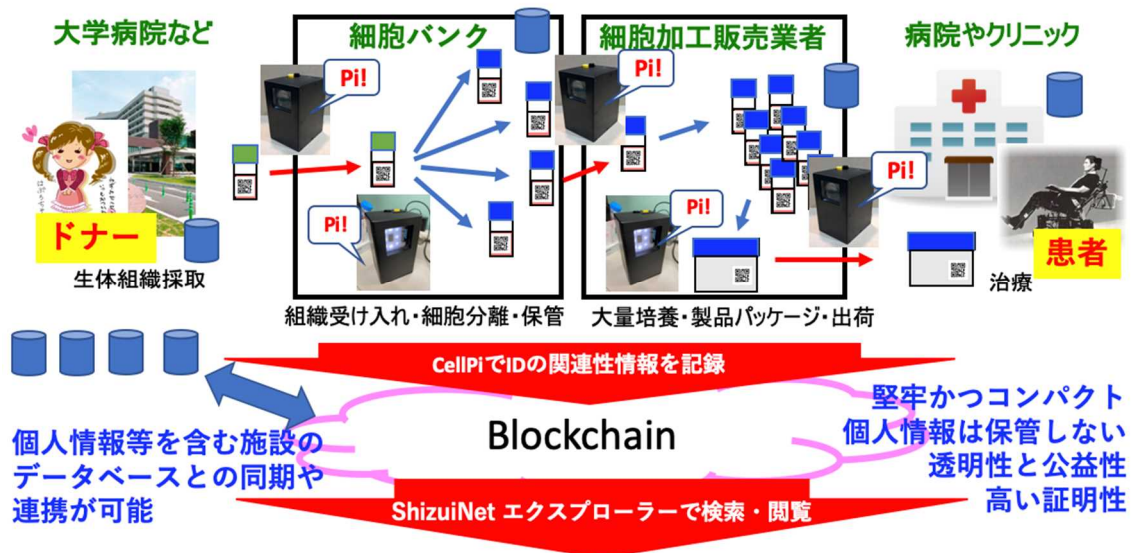 大学病院など
細胞バンク
細胞加工販売業者
病院やクリニック
Pi!
Pi!
Pi!
Pi!
Pi!
ドナー
患者
生体組織採取
治療
組織受け入れ・細胞分離・保管
大量培養・製品パッケージ・出荷
CellPiでIDの関連性情報を記録
個人情報等を含む施設の
データベースとの同期や
連携が可能
Blockchain
堅牢かつコンパクト
個人情報は保管しない
透明性と公益性
高い証明性
ShizuiNet エクスプローラーで検索・閲覧